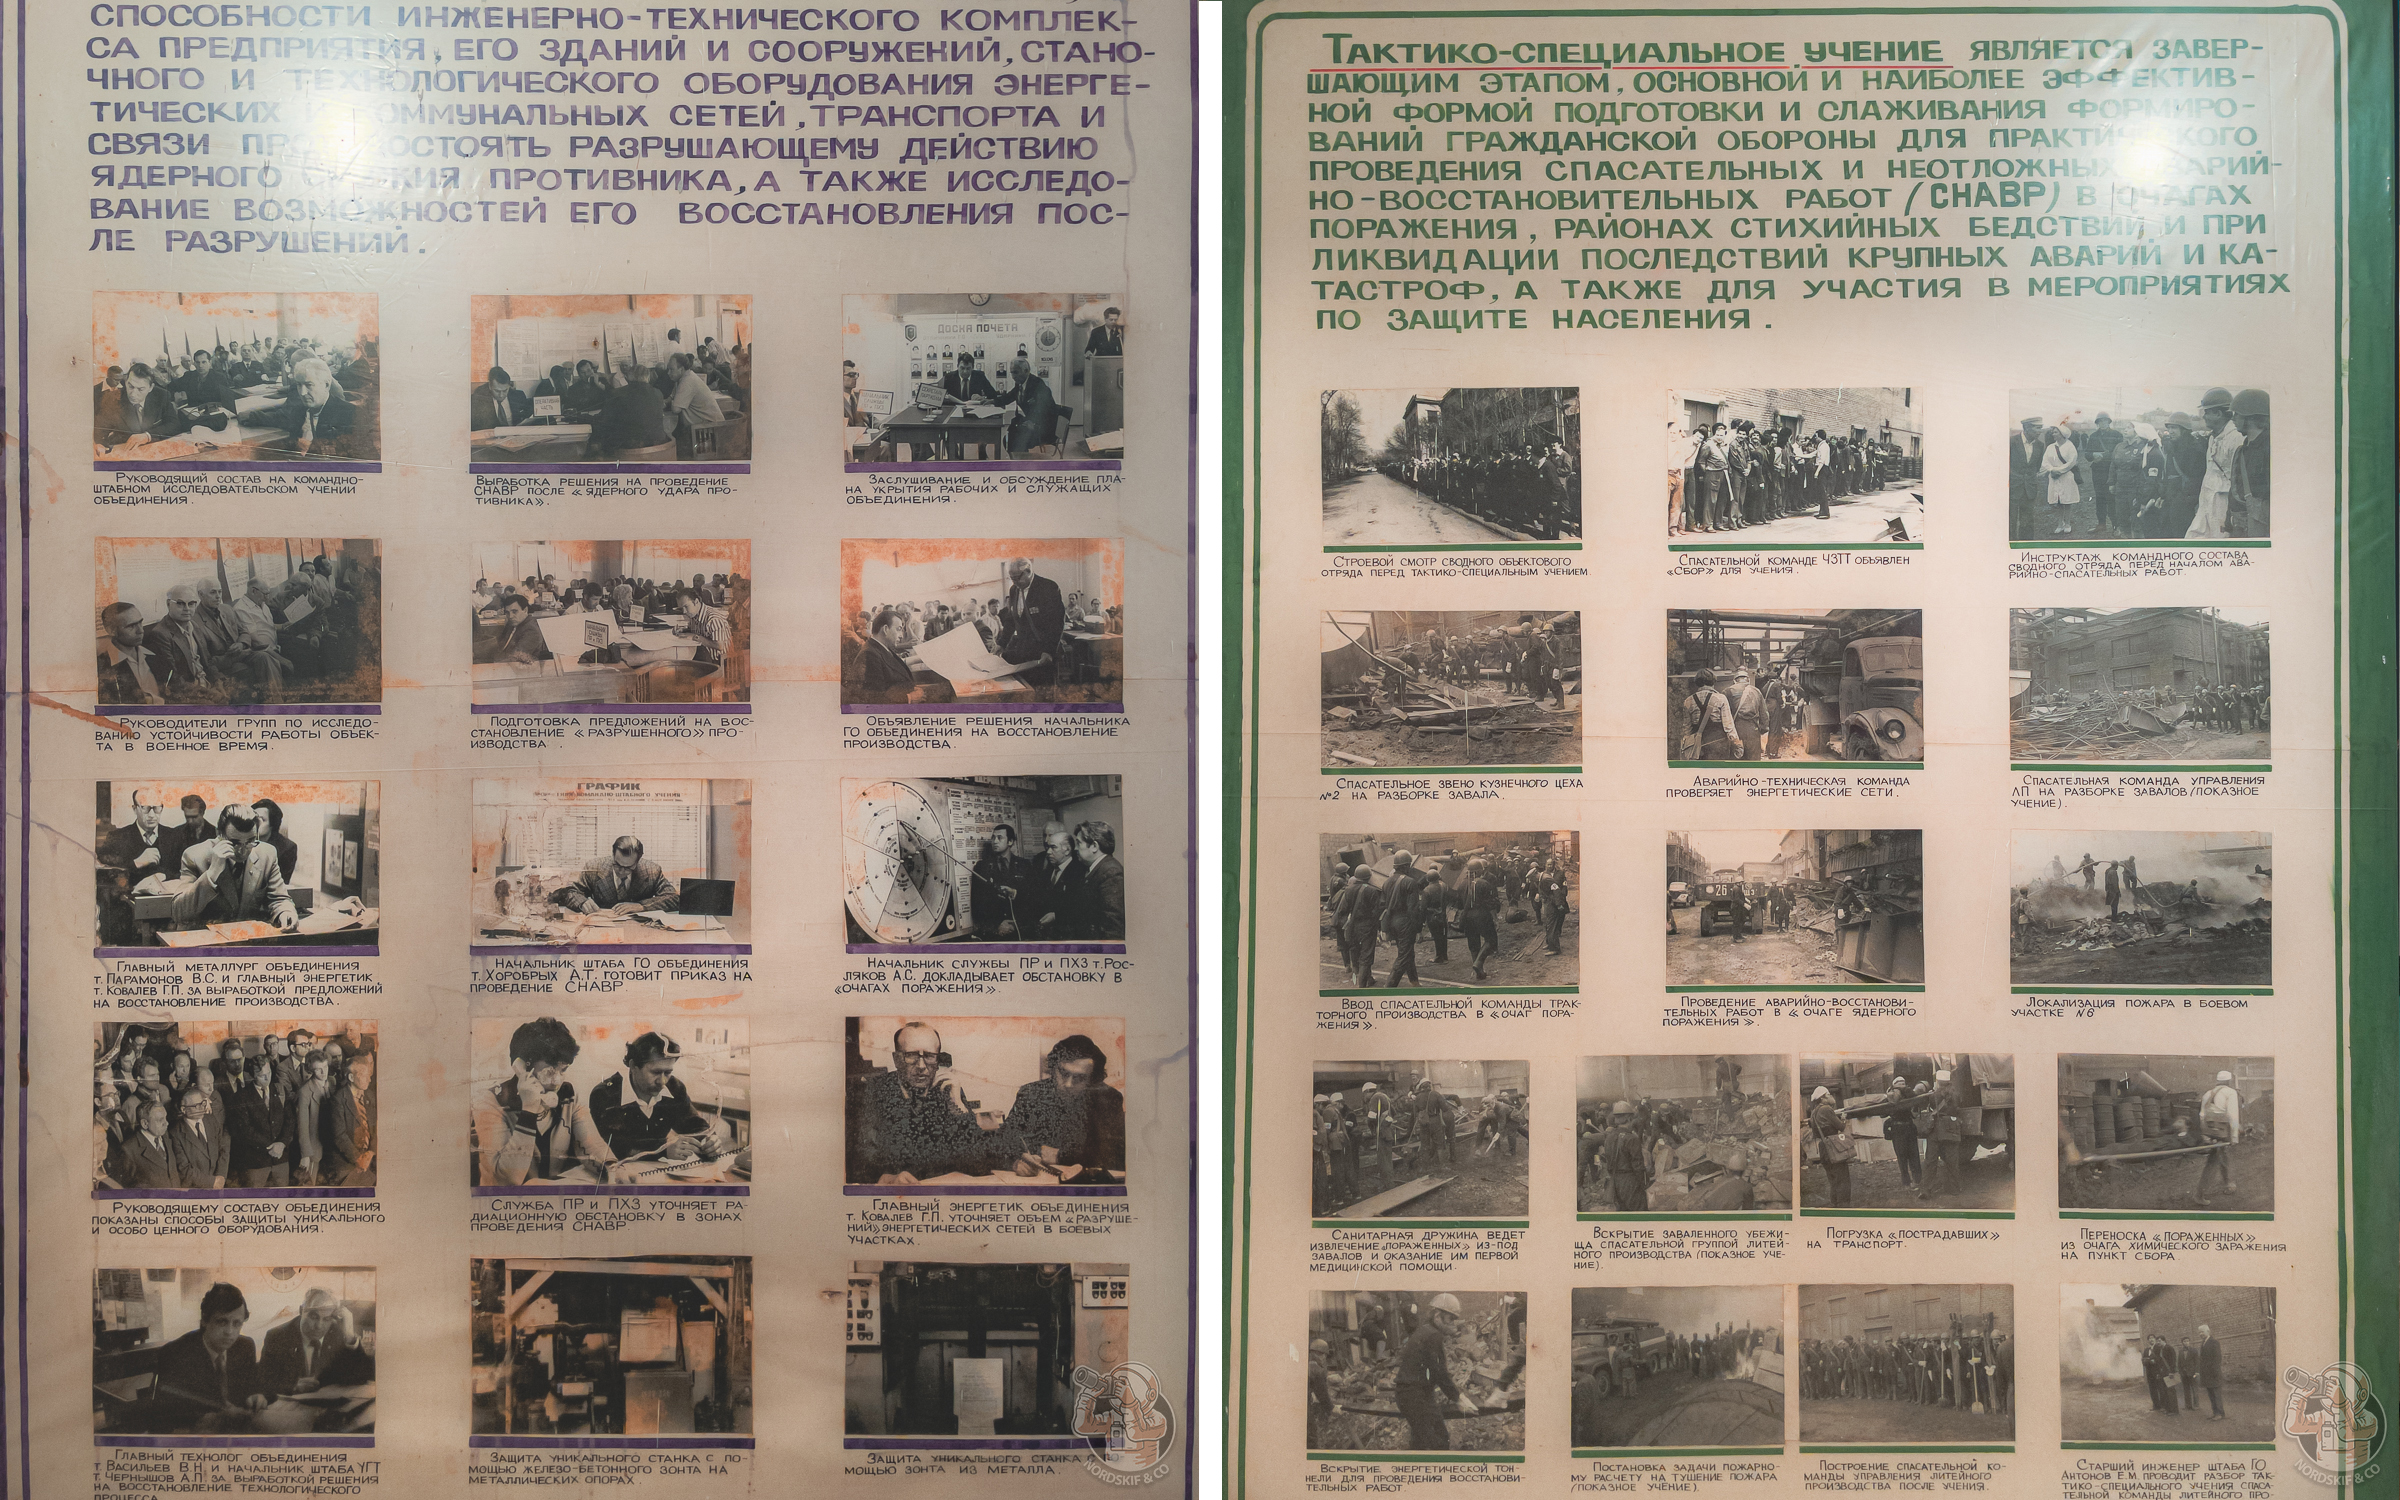 СПОСОБНОСТИ ИНЖЕНЕРНО-ТЕХНИЧЕСКОГО КОМПЛЕК-
СА ПРЕДПРИЯТИЯ, ЕГО ЗДАНИЙ И СООРУЖЕНИЙ, СТАНО-
ЧНОГО И ТЕХНОЛОГИЧЕСКОГО ОБОРУДОВАНИЯ ЭНЕРГЕ-
ТИЧЕСКИХ И КОММУНАЛЬНЫХ СЕТЕЙ, ТРАНСПОРТА И
СВЯЗИ ПРОТИВОСТОЯТЬ РАЗРУШАЮЩЕМУ ДЕЙСТВИЮ
ЯДЕРНОГО ОРУЖИЯ ПРОТИВНИКА, А ТАКЖЕ ИССЛЕДО-
ВАНИЕ ВОЗМОЖНОСТЕЙ ЕГО ВОССТАНОВЛЕНИЯ ПОС-
ЛЕ РАЗРУШЕНИЙ.
ДОСКА ПОЧЕТА
РУКОВОДЯЩИЙ СОСТАВ НА КОМАНДНО-
ШТАБНОМ ИССЛЕДОВАТЕЛЬСКОМ УЧЕНИИ
ОБЪЕДИНЕНИЯ.
ВЫРАБОТКА РЕШЕНИЯ НА ПРОВЕДЕНИЕ
СНАВР ПОСЛЕ «ЯДЕРНОГО УДАРА ПРО-
ТИВНИКА».
ЗАСЛУШИВАНИЕ И ОБСУЖДЕНИЕ ПЛА-
НА УКРЫТИЯ РАБОЧИХ И СЛУЖАЩИХ
ОБЪЕДИНЕНИЯ.
РУКОВОДИТЕЛИ ГРУПП ПО ИССЛЕДО-
ВАНИЮ УСТОЙЧИВОСТИ РАБОТЫ ОБЪЕК-
ТА В ВОЕННОЕ ВРЕМЯ.
ПОДГОТОВКА ПРЕДЛОЖЕНИЙ НА ВОС-
СТАНОВЛЕНИЕ «РАЗРУШЕННОГО» ПРО-
ИЗВОДСТВА.
ОБЪЯВЛЕНИЕ РЕШЕНИЯ НАЧАЛЬНИКА
ГО ОБЪЕДИНЕНИЯ НА ВОССТАНОВЛЕНИЕ
ПРОИЗВОДСТВА.
ГРАФИК
ГЛАВНЫЙ МЕТАЛЛУРГ ОБЪЕДИНЕНИЯ
т. ПАРАМОНОВ В.С. И ГЛАВНЫЙ ЭНЕРГЕТИК
т. КОВАЛЕВ Г.П. ЗА ВЫРАБОТКОЙ ПРЕДЛОЖЕНИЙ
НА ВОССТАНОВЛЕНИЕ ПРОИЗВОДСТВА.
НАЧАЛЬНИК ШТАБА ГО ОБЪЕДИНЕНИЯ
т. ХОРОБРЫХ А.Т. ГОТОВИТ ПРИКАЗ НА
ПРОВЕДЕНИЕ СНАВР.
НАЧАЛЬНИК СЛУЖБЫ ПР И ПХЗ т. РОС-
ЛЯКОВ А.С. ДОКЛАДЫВАЕТ ОБСТАНОВКУ В
«ОЧАГАХ ПОРАЖЕНИЯ».
РУКОВОДЯЩЕМУ СОСТАВУ ОБЪЕДИНЕНИЯ
ПОКАЗАНЫ СПОСОБЫ ЗАЩИТЫ УНИКАЛЬНОГО
И ОСОБО ЦЕННОГО ОБОРУДОВАНИЯ.
СЛУЖБА ПР И ПХЗ УТОЧНЯЕТ РА-
ДИАЦИОННУЮ ОБСТАНОВКУ В ЗОНАХ
ПРОВЕДЕНИЯ СНАВР
ГЛАВНЫЙ ЭНЕРГЕТИК ОБЪЕДИНЕНИЯ
т. КОВАЛЕВ Г.П. УТОЧНЯЕТ ОБЪЕМ «РАЗРУШЕ-
НИЙ» ЭНЕРГЕТИЧЕСКИХ СЕТЕЙ В БОЕВЫХ
УЧАСТКАХ.
ГЛАВНЫЙ ТЕХНОЛОГ ОБЪЕДИНЕНИЯ
т. ВАСИЛЬЕВ В.Н. И НАЧАЛЬНИК ШТАБА УГТ
т. ЧЕРНЫШОВ А.П. ЗА ВЫРАБОТКОЙ РЕШЕНИЯ
НА ВОССТАНОВЛЕНИЕ ТЕХНОЛОГИЧЕСКОГО
ПРОЦЕССА
ЗАЩИТА УНИКАЛЬНОГО СТАНКА С ПО-
МОЩЬЮ ЖЕЛЕЗО-БЕТОННОГО ЗОНТА НА
МЕТАЛЛИЧЕСКИХ ОПОРАХ.
ЗАЩИТА УНИКАЛЬНОГО СТАНКА ПО-
МОЩЬЮ ЗОНТА ИЗ МЕТАЛЛА.
NORDSKIF & CO
ТАКТИКО-СПЕЦИАЛЬНОЕ УЧЕНИЕ ЯВЛЯЕТСЯ ЗАВЕР-
ШАЮЩИМ ЭТАПОМ, ОСНОВНОЙ И НАИБОЛЕЕ ЭФФЕКТИВ-
НОЙ ФОРМОЙ ПОДГОТОВКИ И СЛАЖИВАНИЯ ФОРМИРО-
ВАНИЙ ГРАЖДАНСКОЙ ОБОРОНЫ ДЛЯ ПРАКТИЧЕСКОГО
ПРОВЕДЕНИЯ СПАСАТЕЛЬНЫХ И НЕОТЛОЖНЫХ АВАРИЙ-
НО-ВОССТАНОВИТЕЛЬНЫХ РАБОТ (СНАВР) В ОЧАГАХ
ПОРАЖЕНИЯ, РАЙОНАХ СТИХИЙНЫХ БЕДСТВИЙ И ПРИ
ЛИКВИДАЦИИ ПОСЛЕДСТВИЙ КРУПНЫХ АВАРИЙ И КА-
ТАСТРОФ, А ТАКЖЕ ДЛЯ УЧАСТИЯ В МЕРОПРИЯТИЯХ
ПО ЗАЩИТЕ НАСЕЛЕНИЯ.
СТРОЕВОЙ СМОТР СВОДНОГО ОБЪЕКТОВОГО
ОТРЯДА ПЕРЕД ТАКТИКО-СПЕЦИАЛЬНЫМ УЧЕНИЕМ.
СПАСАТЕЛЬНОЙ КОМАНДЕ ЧЗТТ ОБЪЯВЛЕН
«СБОР» ДЛЯ УЧЕНИЯ.
ИНСТРУКТАЖ КОМАНДНОГО СОСТАВА
СВОДНОГО ОТРЯДА ПЕРЕД НАЧАЛОМ АВА-
РИЙНО-СПАСАТЕЛЬНЫХ РАБОТ.
СПАСАТЕЛЬНОЕ ЗВЕНО КУЗНЕЧНОГО ЦЕХА
№2 НА РАЗБОРКЕ ЗАВАЛА.
АВАРИЙНО-ТЕХНИЧЕСКАЯ КОМАНДА
ПРОВЕРЯЕТ ЭНЕРГЕТИЧЕСКИЕ СЕТИ.
СПАСАТЕЛЬНАЯ КОМАНДА УПРАВЛЕНИЯ
ЛП НА РАЗБОРКЕ ЗАВАЛОВ (ПОКАЗНОЕ
УЧЕНИЕ).
26
ВВОД СПАСАТЕЛЬНОЙ КОМАНДЫ ТРАК-
ТОРНОГО ПРОИЗВОДСТВА В «ОЧАГ ПОРА-
ЖЕНИЯ».
ПРОВЕДЕНИЕ АВАРИЙНО-ВОССТАНОВИ-
ТЕЛЬНЫХ РАБОТ В «ОЧАГЕ ЯДЕРНОГО
ПОРАЖЕНИЯ».
ЛОКАЛИЗАЦИЯ ПОЖАРА В БОЕВОМ
УЧАСТКЕ №6
САНИТАРНАЯ ДРУЖИНА ВЕДЕТ
ИЗВЛЕЧЕНИЕ «ПОРАЖЕННЫХ» ИЗ-ПОД
ЗАВАЛОВ И ОКАЗАНИЕ ИМ ПЕРВОЙ
МЕДИЦИНСКОЙ ПОМОЩИ.
ВСКРЫТИЕ ЗАВАЛЕННОГО УБЕЖИ-
ЩА СПАСАТЕЛЬНОЙ ГРУППОЙ ЛИТЕЙ-
НОГО ПРОИЗВОДСТВА (ПОКАЗНОЕ УЧЕ-
НИЕ).
ПОГРУЗКА «ПОСТРАДАВШИХ»
НА ТРАНСПОРТ.
ПЕРЕНОСКА «ПОРАЖЕННЫХ»
ИЗ ОЧАГА ХИМИЧЕСКОГО ЗАРАЖЕНИЯ
НА ПУНКТ СБОРА.
ВСКРЫТИЕ ЭНЕРГЕТИЧЕСКОЙ ТОН-
НЕЛИ ДЛЯ ПРОВЕДЕНИЯ ВОССТАНОВИ-
ТЕЛЬНЫХ РАБОТ.
ПОСТАНОВКА ЗАДАЧИ ПОЖАРНО-
МУ РАСЧЕТУ НА ТУШЕНИЕ ПОЖАРА
(ПОКАЗНОЕ УЧЕНИЕ).
ПОСТРОЕНИЕ СПАСАТЕЛЬНОЙ КО-
МАНДЫ УПРАВЛЕНИЯ ЛИТЕЙНОГО
ПРОИЗВОДСТВА ПОСЛЕ УЧЕНИЯ.
СТАРШИЙ ИНЖЕНЕР ШТАБА ГО
АНТОНОВ Е.М. ПРОВОДИТ РАЗБОР ТАК-
ТИКО-СПЕЦИАЛЬНОГО УЧЕНИЯ СПАСА-
ТЕЛЬНОЙ КОМАНДЫ ЛИТЕЙНОГО ПРО-
NORDSKIF & CO